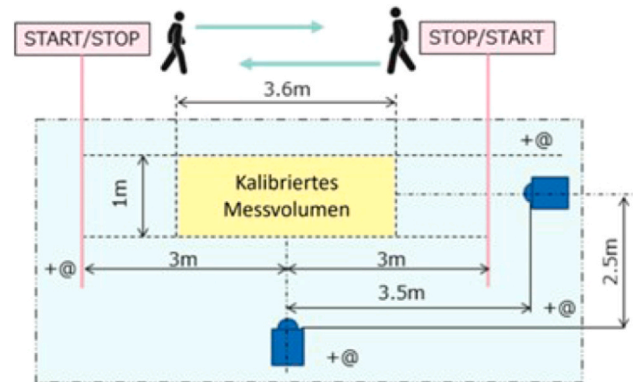 START/STOP
STOP/START
3.6m
+@
Kalibriertes
Messvolumen
1m
+@
3m
3m
3.5m
2.5m
+@
+@